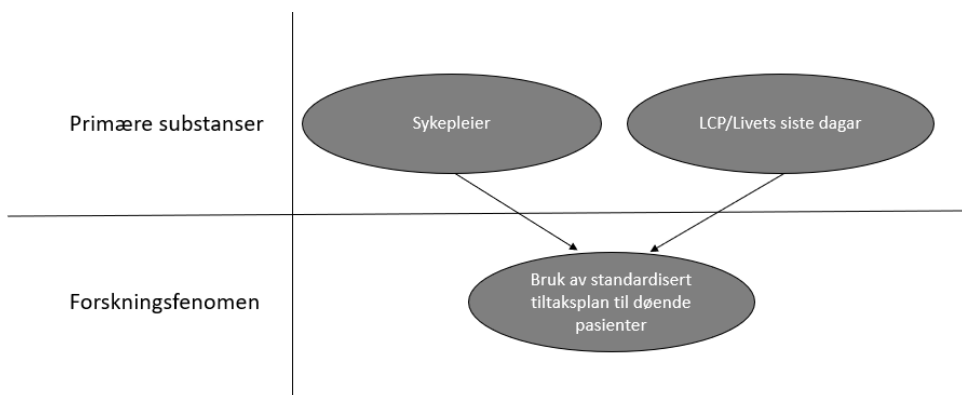 Primære substanser
Sykepleier
LCP/Livets siste dagar
Forskningsfenomen
Bruk av standardisert
tiltaksplan til døende
pasienter